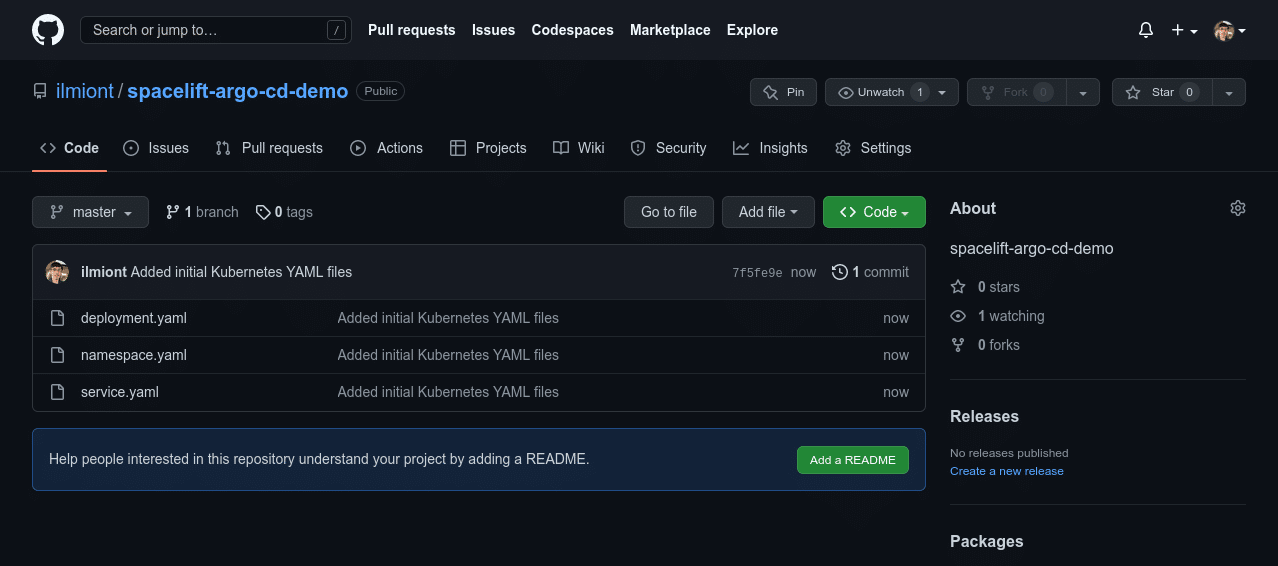 Search or jump to… / Pull requests Issues Codespaces Marketplace Explore
ilmiont / spacelift-argo-cd-demo Public Pin Unwatch 1 Fork 0 Star 0
Code Issues Pull requests Actions Projects Wiki Security Insights Settings
master 1 branch 0 tags Go to file Add file Code
ilmiont Added initial Kubernetes YAML files 7f5fe9e now 1 commit
deployment.yaml Added initial Kubernetes YAML files now
namespace.yaml Added initial Kubernetes YAML files now
service.yaml Added initial Kubernetes YAML files now
Help people interested in this repository understand your project by adding a README. Add a README
About
spacelift-argo-cd-demo
0 stars
1 watching
0 forks
Releases
No releases published
Create a new release
Packages